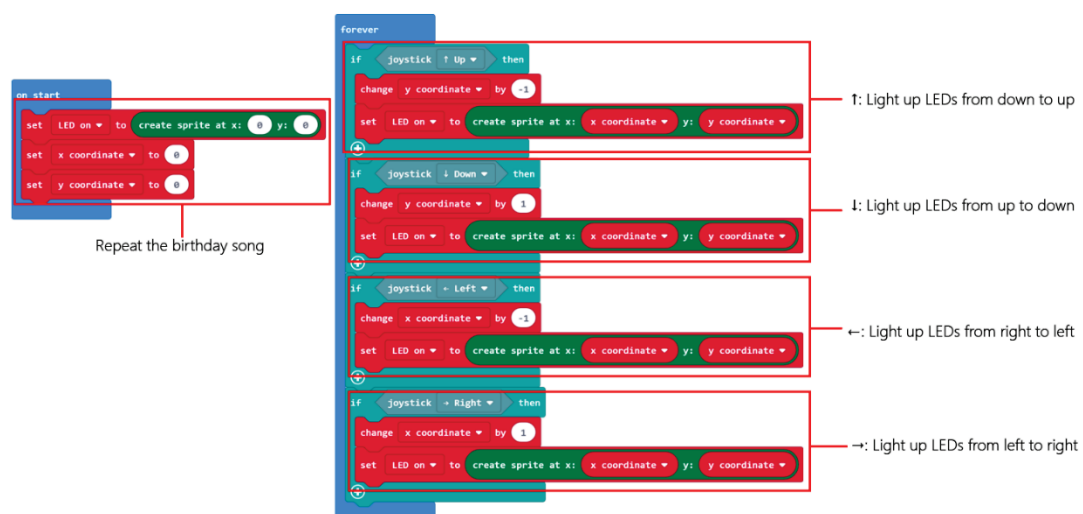 on start
set LED on ▾ to create sprite at x: 0 y: 0
set x coordinate ▾ to 0
set y coordinate ▾ to 0
Repeat the birthday song
forever
if joystick ↑ Up ▾ then
change y coordinate ▾ by -1
set LED on ▾ to create sprite at x: x coordinate ▾ y: y coordinate ▾
↑: Light up LEDs from down to up
if joystick ↓ Down ▾ then
change y coordinate ▾ by 1
set LED on ▾ to create sprite at x: x coordinate ▾ y: y coordinate ▾
↓: Light up LEDs from up to down
if joystick ← Left ▾ then
change x coordinate ▾ by -1
set LED on ▾ to create sprite at x: x coordinate ▾ y: y coordinate ▾
←: Light up LEDs from right to left
if joystick → Right ▾ then
change x coordinate ▾ by 1
set LED on ▾ to create sprite at x: x coordinate ▾ y: y coordinate ▾
→: Light up LEDs from left to right